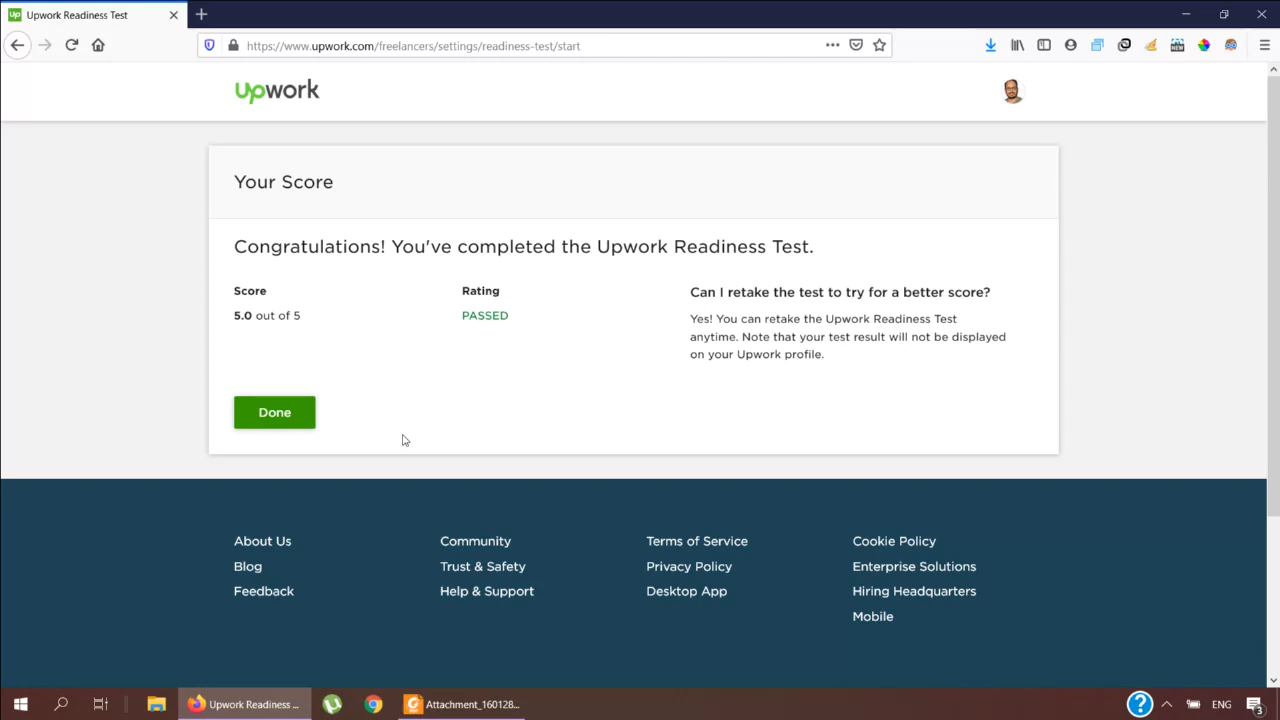 Upwork Readiness Test
https://www.upwork.com/freelancers/settings/readiness-test/start
upwork
Your Score
Congratulations! You've completed the Upwork Readiness Test.
Score
5.0 out of 5
Rating
PASSED
Can I retake the test to try for a better score?
Yes! You can retake the Upwork Readiness Test
anytime. Note that your test result will not be displayed
on your Upwork profile.
Done
About Us
Blog
Feedback
Community
Trust & Safety
Help & Support
Terms of Service
Privacy Policy
Desktop App
Cookie Policy
Enterprise Solutions
Hiring Headquarters
Mobile
Upwork Readiness ...
Attachment_160128...
ENG
3